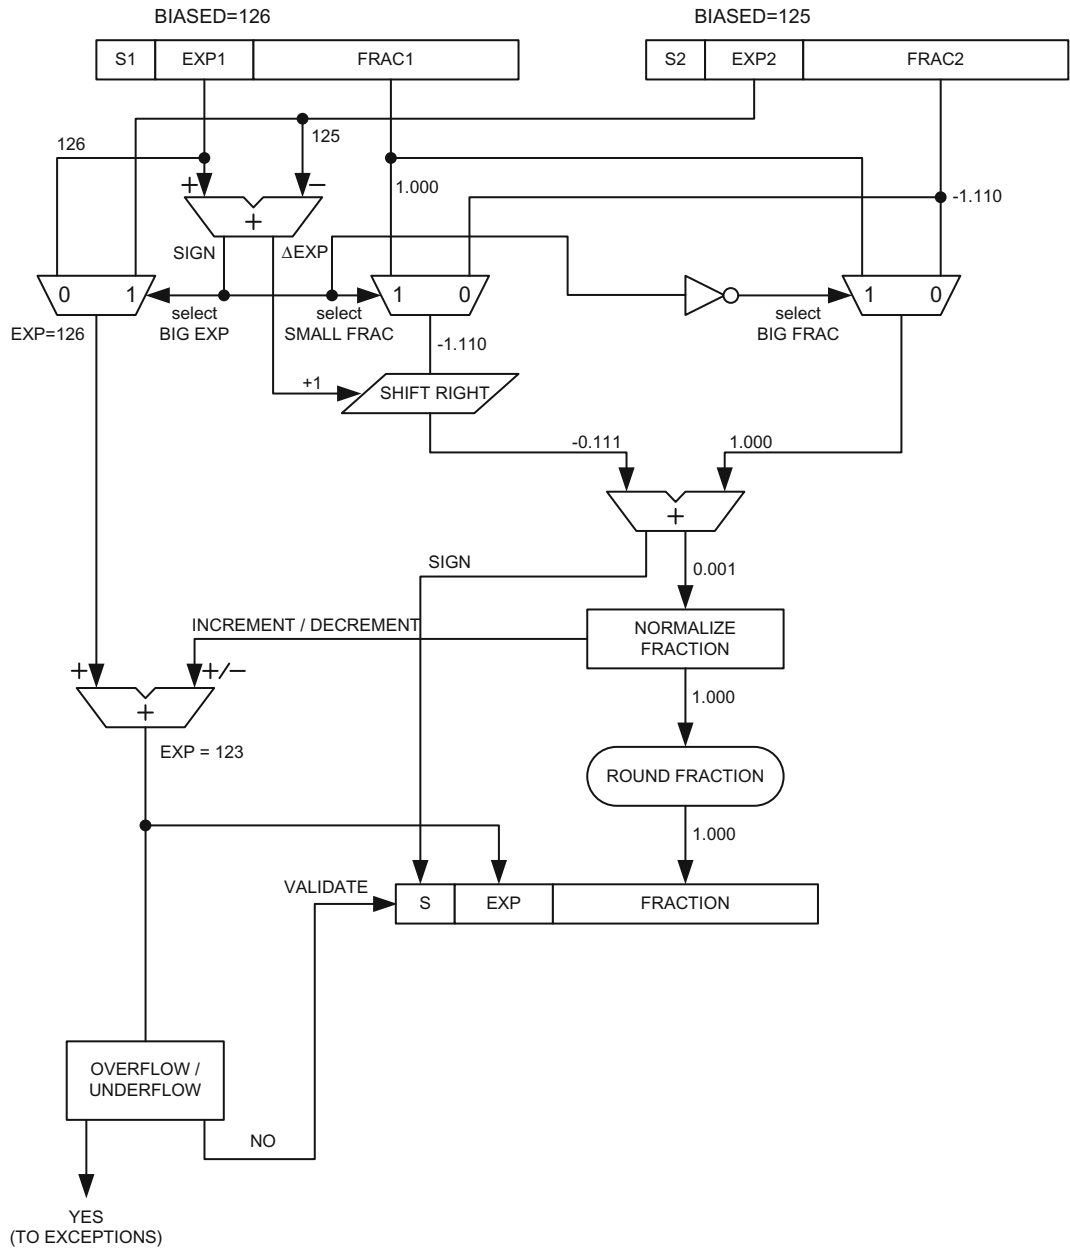 BIASED=126
BIASED=125
S1 EXP1 FRAC1
S2 EXP2 FRAC2
126
125
+
−
1.000
-1.110
+
SIGN
ΔEXP
0 1
1 0
1 0
select
BIG EXP
select
SMALL FRAC
select
BIG FRAC
EXP=126
-1.110
+1
SHIFT RIGHT
-0.111
1.000
+
SIGN
0.001
INCREMENT / DECREMENT
NORMALIZE
FRACTION
+
+/−
+
1.000
EXP = 123
ROUND FRACTION
1.000
VALIDATE
S EXP FRACTION
OVERFLOW /
UNDERFLOW
NO
YES
(TO EXCEPTIONS)